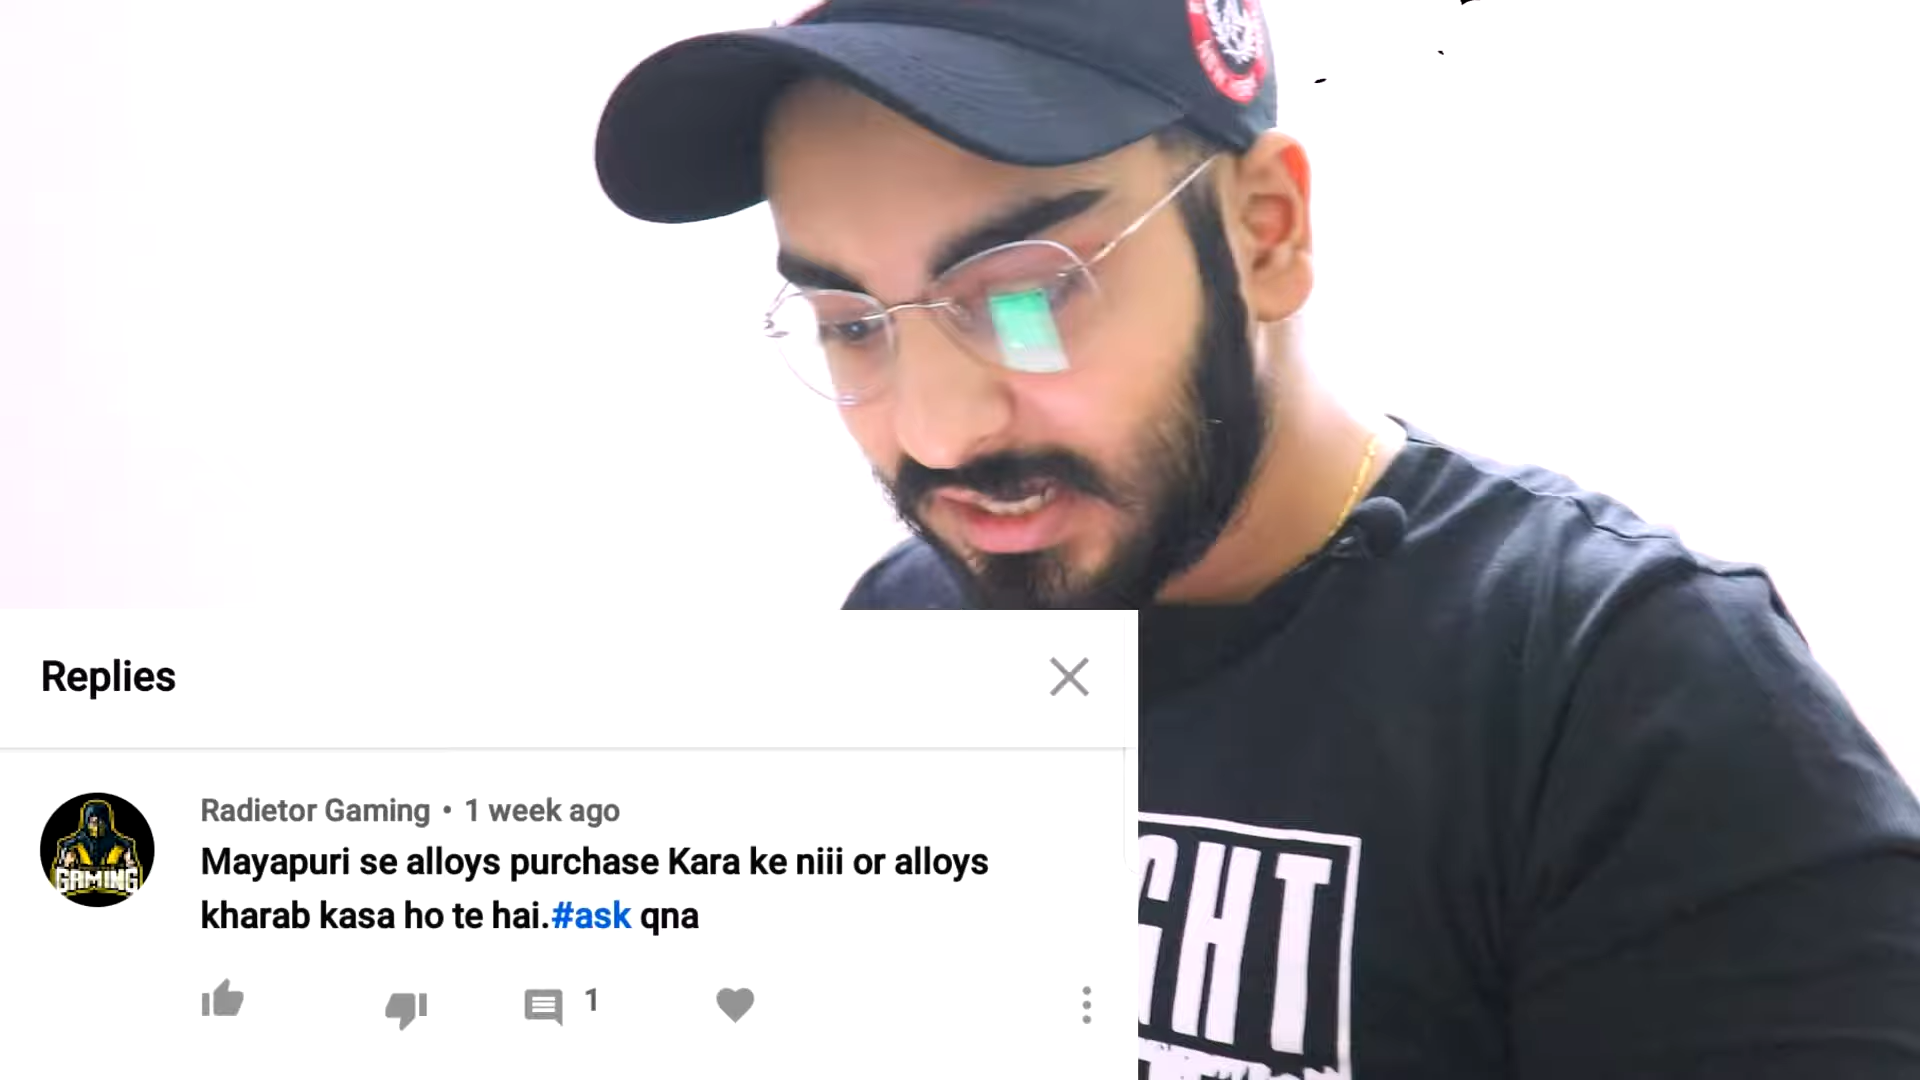 Replies
Radietor Gaming • 1 week ago
Mayapuri se alloys purchase Kara ke niii or alloys
kharab kasa ho te hai.#ask qna
1
GAMING
GHT